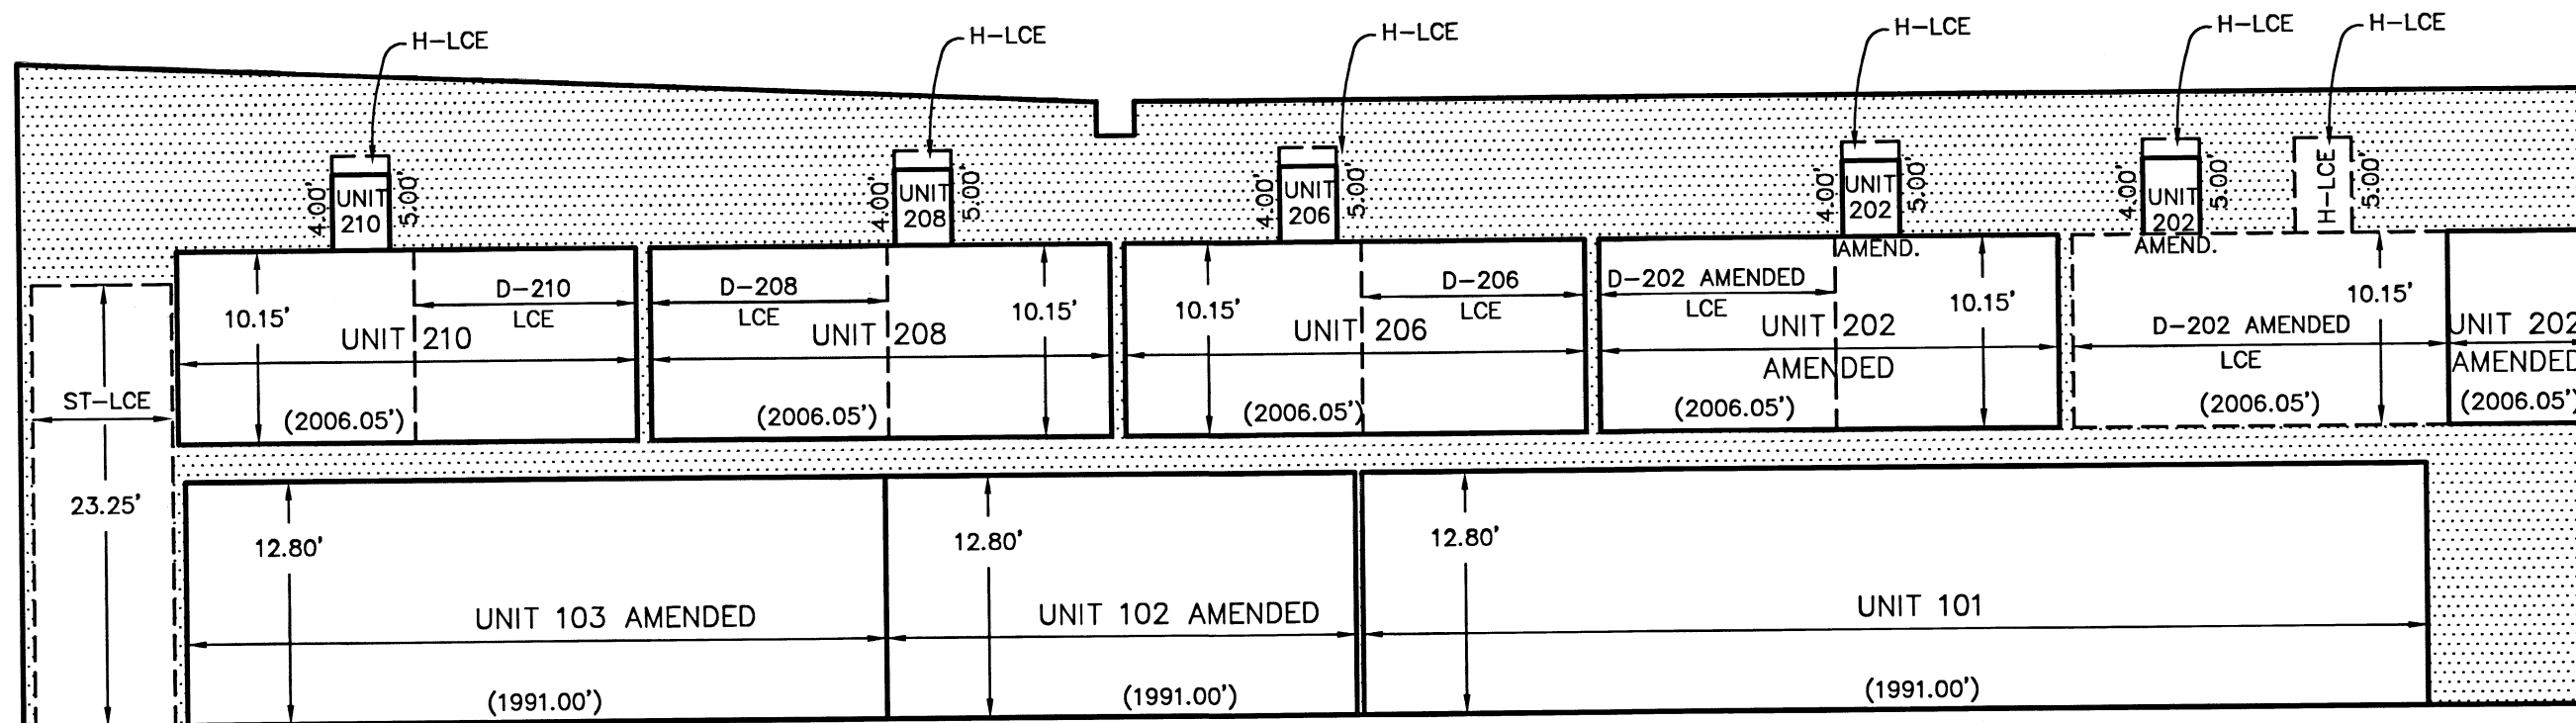 H-LCE
H-LCE
H-LCE
H-LCE
H-LCE
H-LCE
4.00'
UNIT
210
5.00'
4.00'
UNIT
208
5.00'
4.00'
UNIT
206
5.00'
4.00'
UNIT
202
AMEND.
5.00'
4.00'
UNIT
202
AMEND.
5.00'
H-LCE
5.00'
10.15'
D-210
LCE
UNIT 210
(2006.05')
D-208
LCE
10.15'
UNIT 208
(2006.05')
10.15'
D-206
LCE
UNIT 206
(2006.05')
D-202 AMENDED
LCE
10.15'
UNIT 202
AMENDED
(2006.05')
10.15'
D-202 AMENDED
LCE
(2006.05')
UNIT 202
AMENDED
(2006.05')
ST-LCE
23.25'
12.80'
UNIT 103 AMENDED
(1991.00')
12.80'
UNIT 102 AMENDED
(1991.00')
12.80'
UNIT 101
(1991.00')